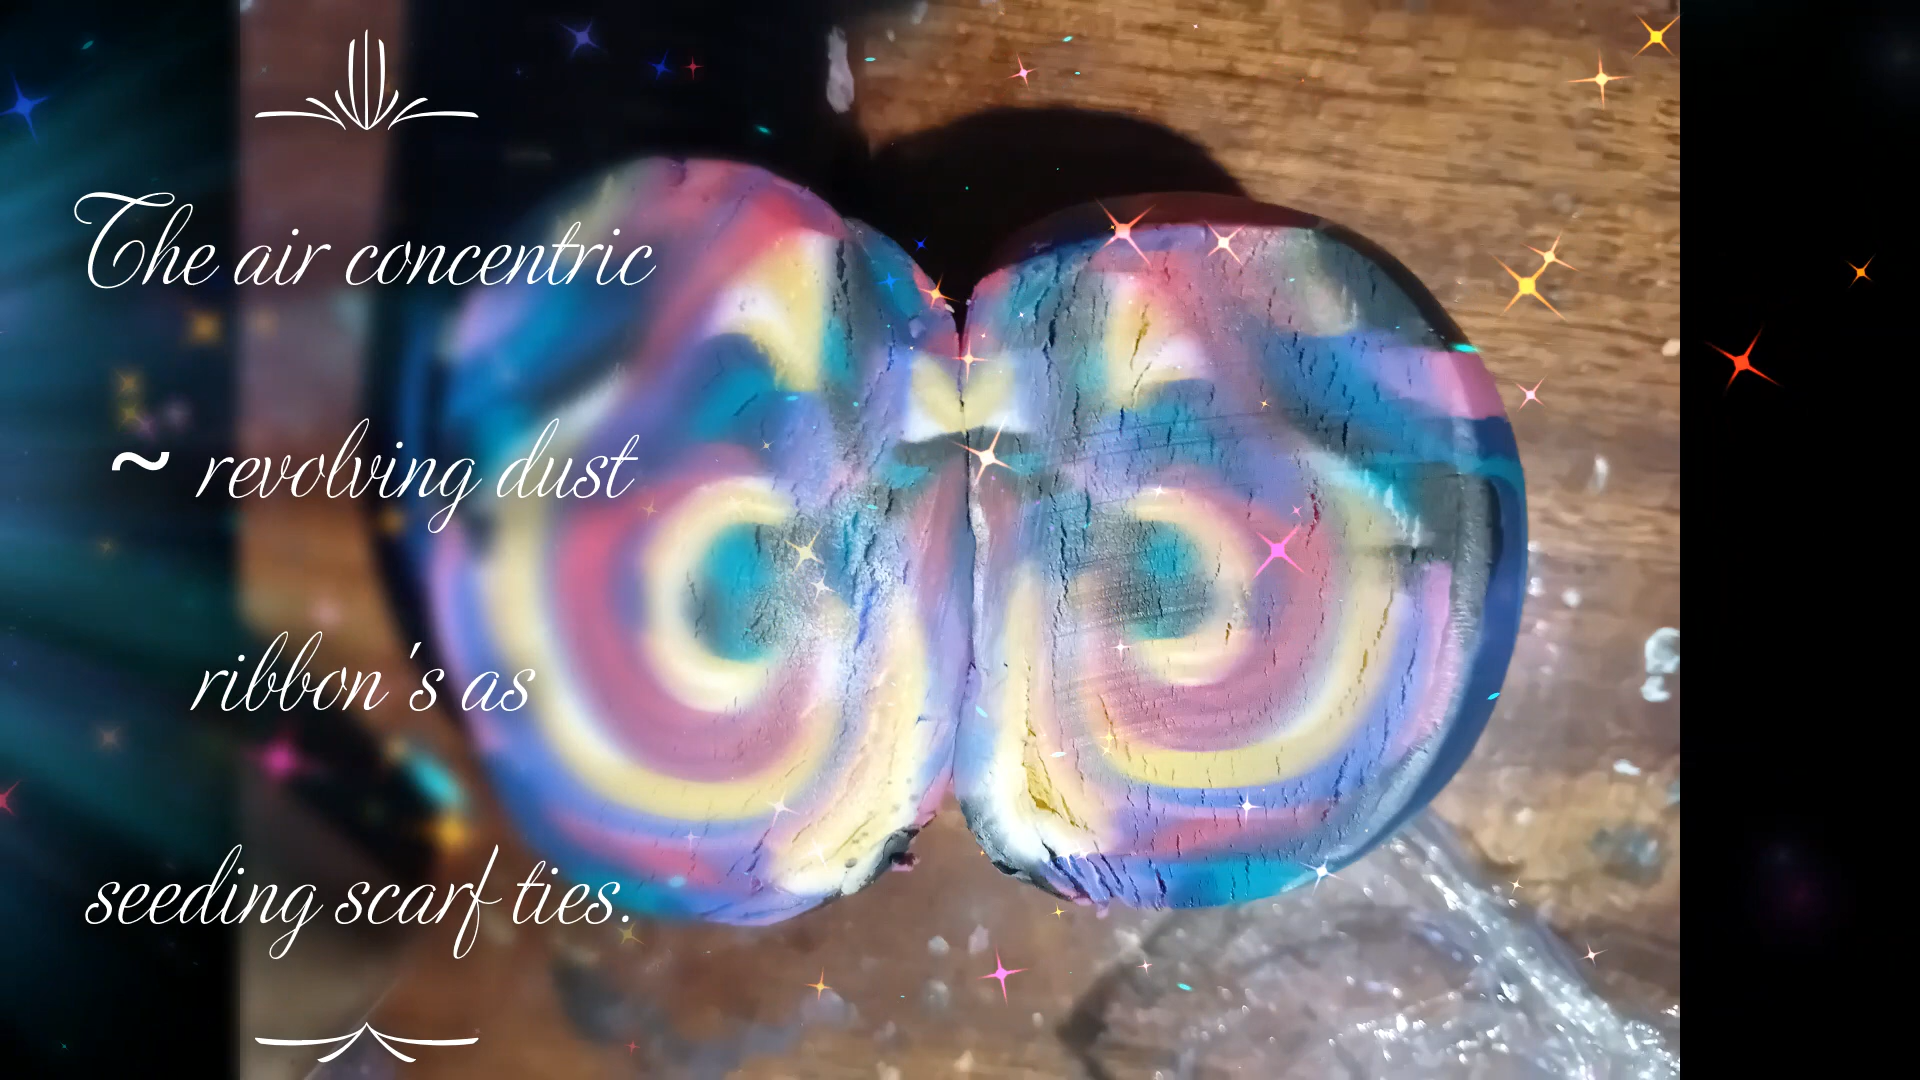 The air concentric
~ revolving dust
ribbon's as
seeding scarf ties.